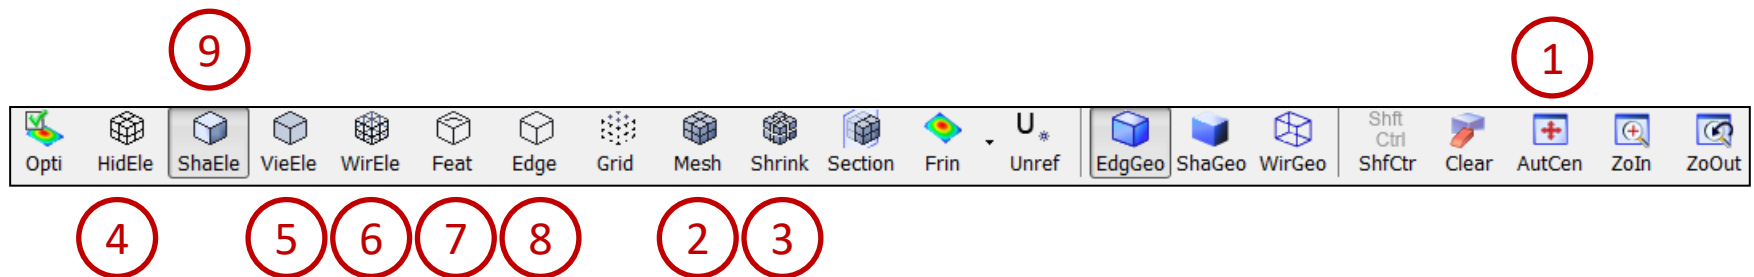 9 1
Shft
U Ctrl
Opti HidEle ShaEle VieEle WirEle Feat Edge Grid Mesh Shrink Section Frin Unref EdgGeo ShaGeo WirGeo ShfCtr Clear AutCen ZoIn ZoOut
4 5 6 7 8 2 3